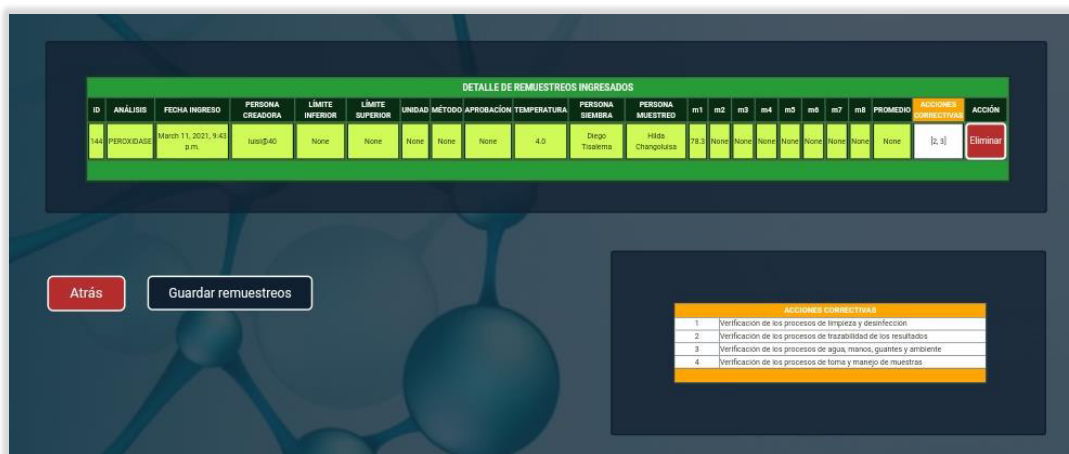 DETALLE DE REMUESTREOS INGRESADOS
ID ANÁLISIS FECHA INGRESO PERSONA CREADORA LÍMITE INFERIOR LÍMITE SUPERIOR UNIDAD MÉTODO APROBACIÓN TEMPERATURA PERSONA SIEMBRA PERSONA MUESTREO m1 m2 m3 m4 m5 m6 m7 m8 PROMEDIO ACCIONES CORRECTIVAS ACCIÓN
144 PEROXIDASE March 11, 2021, 9:43 p.m. None None None None None 4.0 Diego Tisalema Hilda Changoluisa 78.3 None None None None None None None None [2, 3] Eliminar
Atrás
Guardar remuestreos
ACCIONES CORRECTIVAS
1 Verificación de los procesos de limpieza y desinfección
2 Verificación de los procesos de trazabilidad de los resultados
3 Verificación de los procesos de agua, manos, guantes y ambiente
4 Verificación de los procesos de toma y manejo de muestras